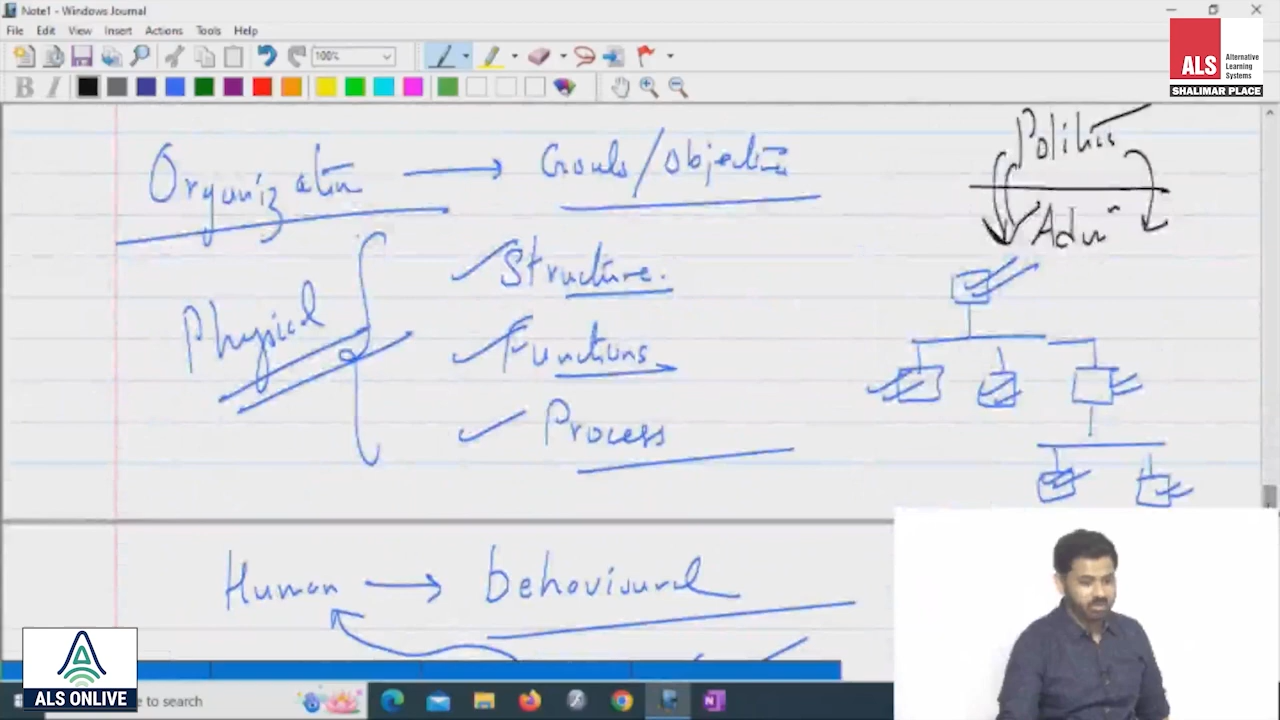 Note1 - Windows Journal
File Edit View Insert Actions Tools Help
100%
B I
ALS Alternative Learning Systems
SHALIMAR PLACE
Politics
Admn
Organization → Goals/Objectives
Physical
Structure.
Functions
Process
Human → behavioural
ALS ONLIVE
e to search